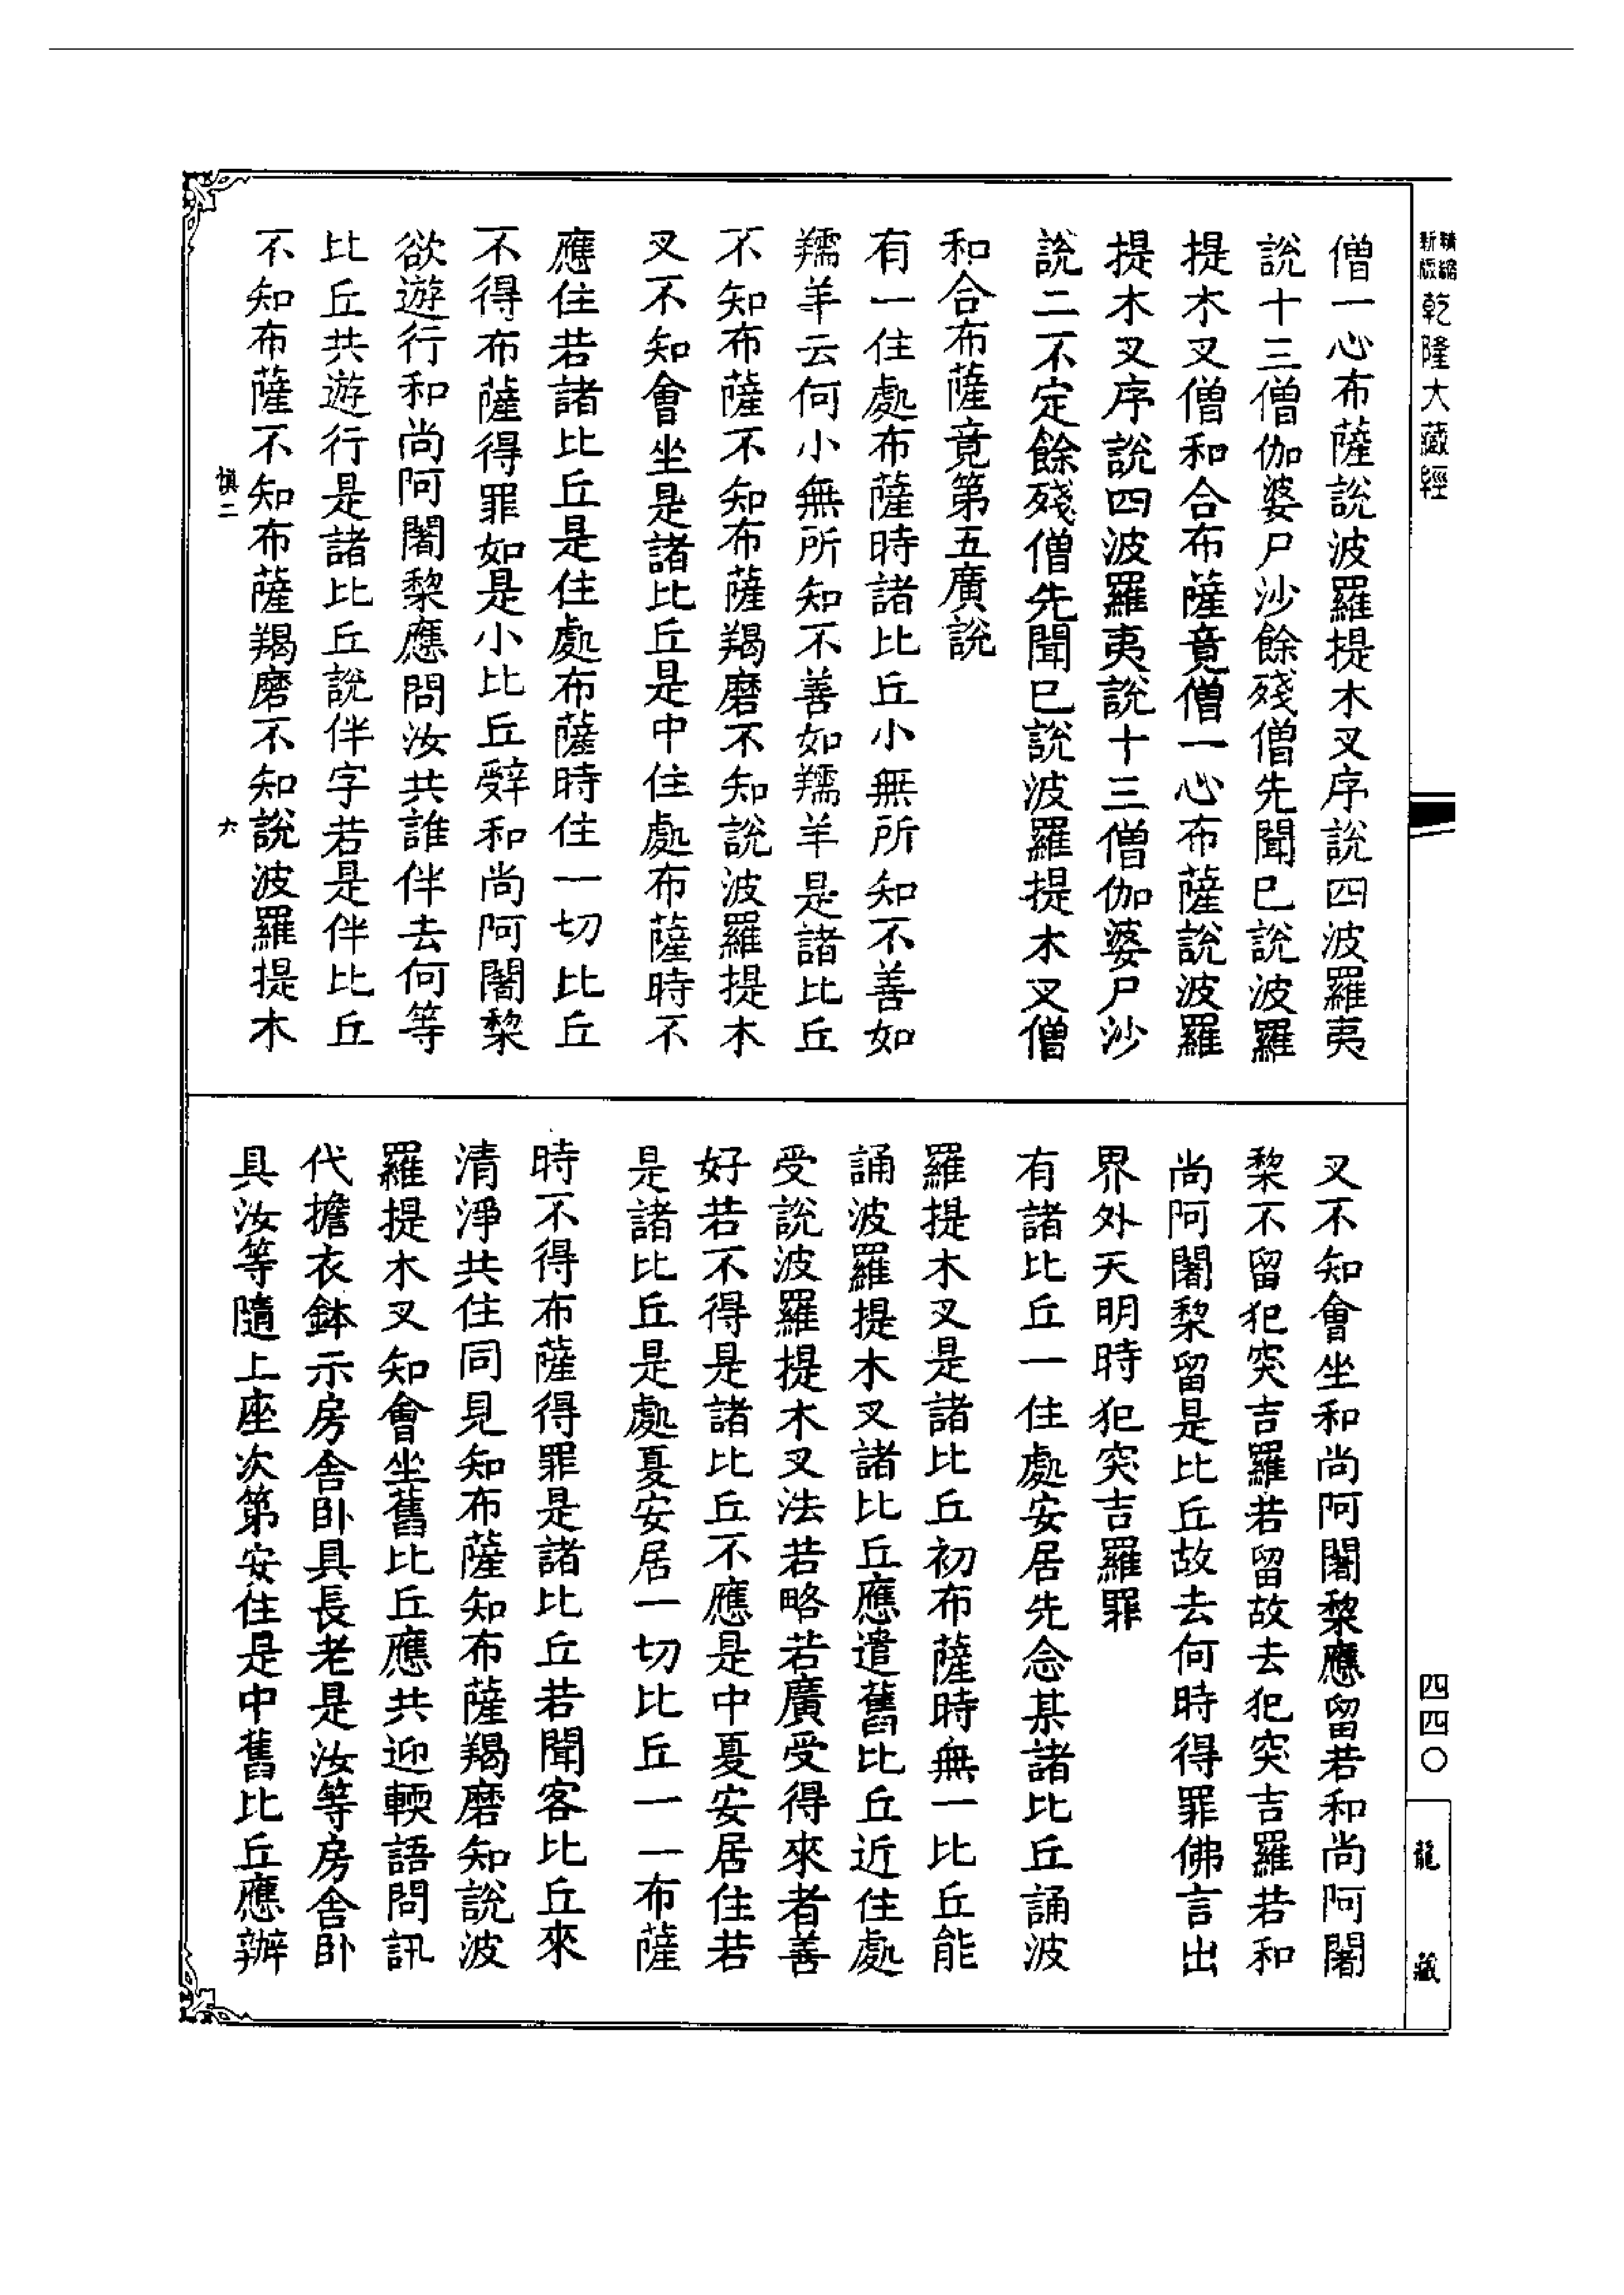 新版
精縮
乾隆大藏經
僧一心布薩說波羅提木叉序說四波羅夷
說十三僧伽婆尸沙餘殘僧先聞已說波羅
提木叉僧和合布薩竟僧一心布薩說波羅
提木叉序說四波羅夷說十三僧伽婆尸沙
說二不定餘殘僧先聞已說波羅提木叉僧
和合布薩竟第五廣說
有一住處布薩時諸比丘小無所知不善如
羺羊云何小無所知不善如羺羊是諸比丘
不知布薩不知布薩羯磨不知說波羅提木
叉不知會坐是諸比丘是中住處布薩時不
應住若諸比丘是住處布薩時住一切比丘
不得布薩得罪如是小比丘辭和尚阿闍黎
欲遊行和尚阿闍黎應問汝共誰伴去何等
比丘共遊行是諸比丘說伴字若是伴比丘
不知布薩不知布薩羯磨不知說波羅提木
慎二 六
又不知會坐和尚阿闍黎應留若和尚阿闍
黎不留犯突吉羅若留故去犯突吉羅若和
尚阿闍黎留是比丘故去何時得罪佛言出
界外天明時犯突吉羅罪
有諸比丘一住處安居先念某諸比丘誦波
羅提木叉是諸比丘初布薩時無一比丘能
誦波羅提木叉諸比丘應遣舊比丘近住處
受說波羅提木叉法若略若廣受得來者善
好若不得是諸比丘不應是中夏安居住若
是諸比丘是處夏安居一切比丘一一布薩
時不得布薩得罪是諸比丘若聞客比丘來
清淨共住同見知布薩知布薩羯磨知說波
羅提木叉知會坐舊比丘應共迎輭語問訊
代擔衣鉢示房舍卧具長老是汝等房舍卧
具汝等隨上座次第安住是中舊比丘應辦
四四〇
龍藏